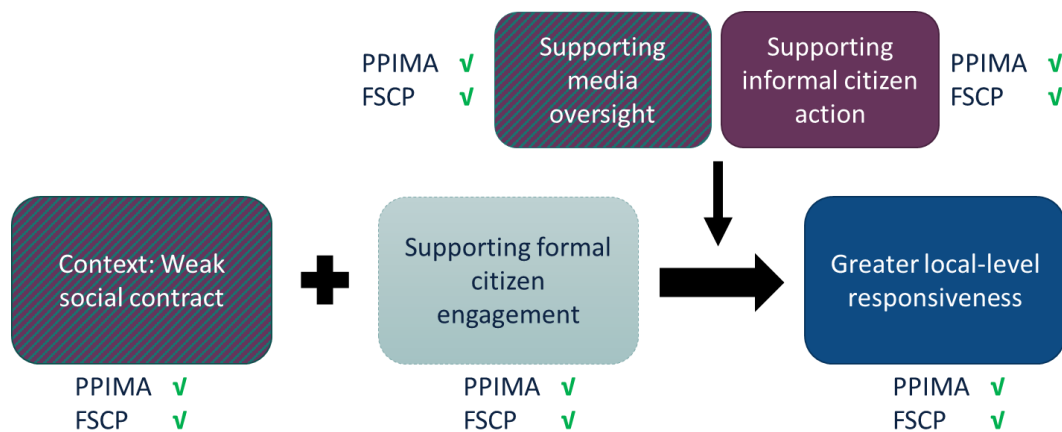 PPIMA √
FSCP √
Supporting
media
oversight
Supporting
informal citizen
action
PPIMA √
FSCP √
Context: Weak
social contract
Supporting formal
citizen
engagement
Greater local-level
responsiveness
PPIMA √
FSCP √
PPIMA √
FSCP √
PPIMA √
FSCP √